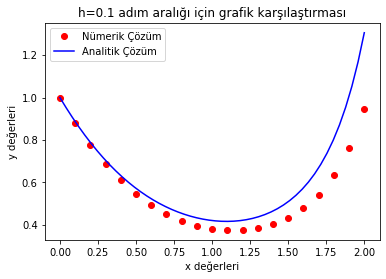 h=0.1 adım aralığı için grafik karşılaştırması
Nümerik Çözüm
Analitik Çözüm
y değerleri
1.2
1.0
0.8
0.6
0.4
0.00 0.25 0.50 0.75 1.00 1.25 1.50 1.75 2.00
x değerleri